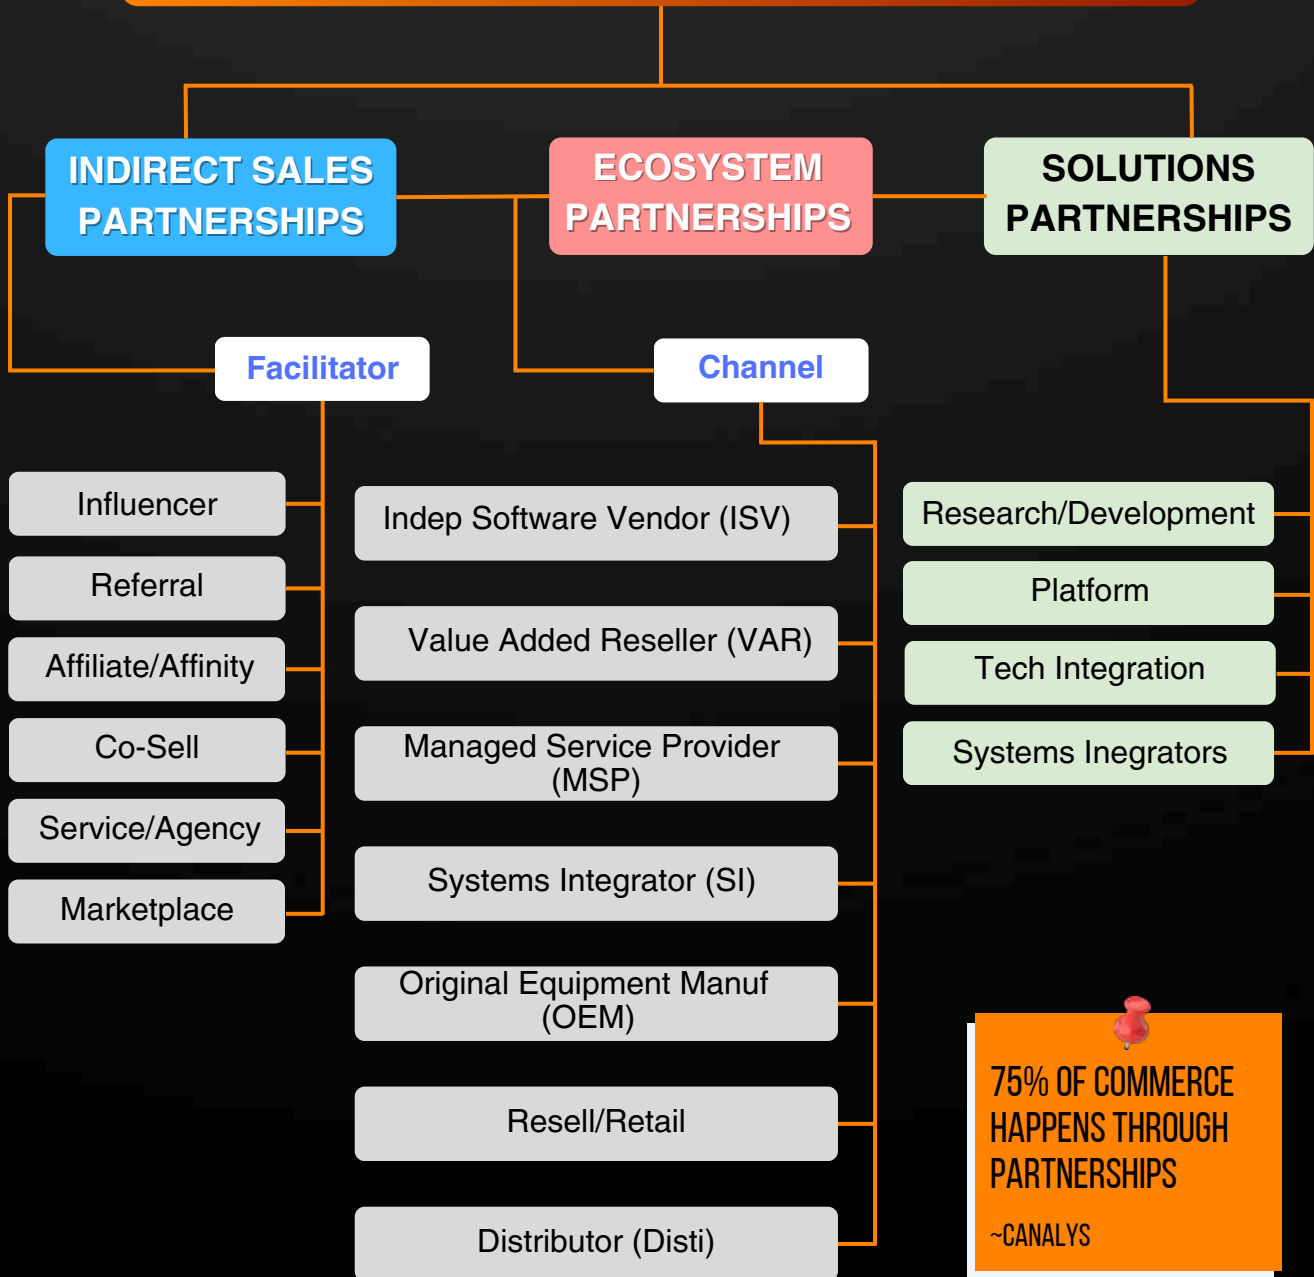 INDIRECT SALES
PARTNERSHIPS
ECOSYSTEM
PARTNERSHIPS
SOLUTIONS
PARTNERSHIPS
Facilitator
Channel
Influencer
Referral
Affiliate/Affinity
Co-Sell
Service/Agency
Marketplace
Indep Software Vendor (ISV)
Value Added Reseller (VAR)
Managed Service Provider
(MSP)
Systems Integrator (SI)
Original Equipment Manuf
(OEM)
Resell/Retail
Distributor (Disti)
Research/Development
Platform
Tech Integration
Systems Inegrators
75% OF COMMERCE
HAPPENS THROUGH
PARTNERSHIPS
~CANALYS